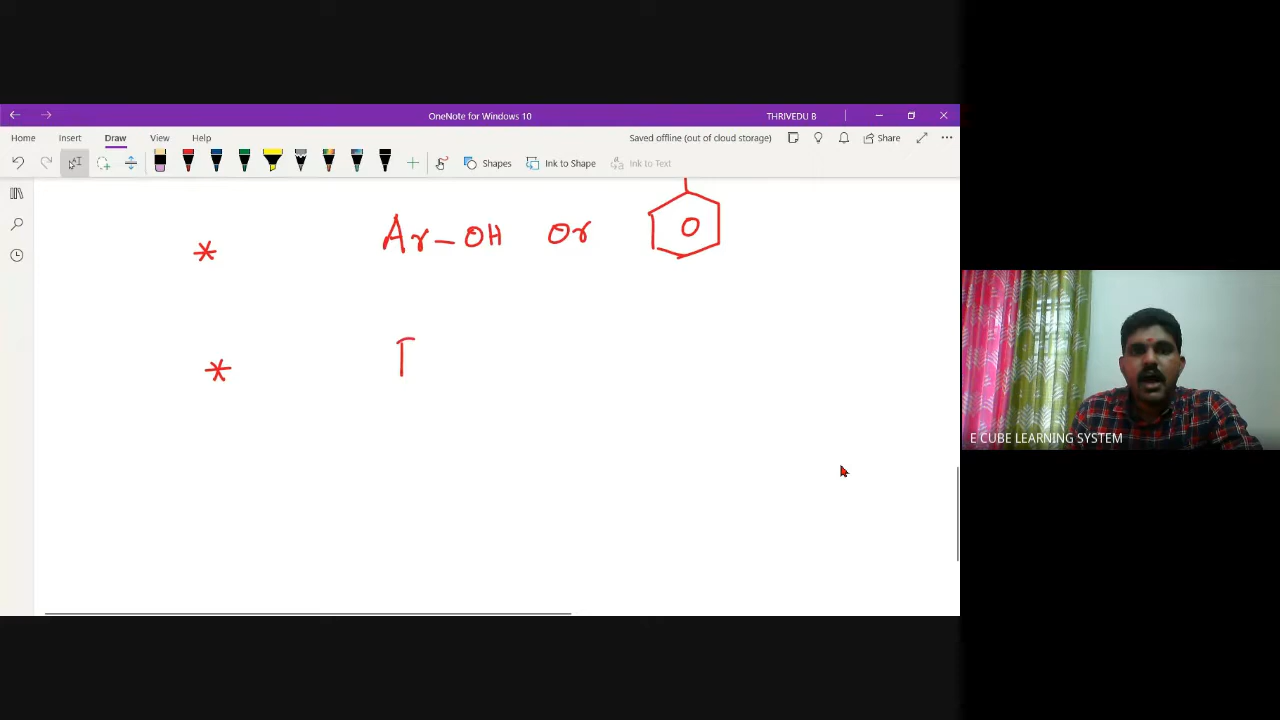 OneNote for Windows 10
THRIVEDU B
Home Insert Draw View Help
Saved offline (out of cloud storage)
Share
Shapes
Ink to Shape
Ink to Text
* Ar-OH Or
*
E CUBE LEARNING SYSTEM